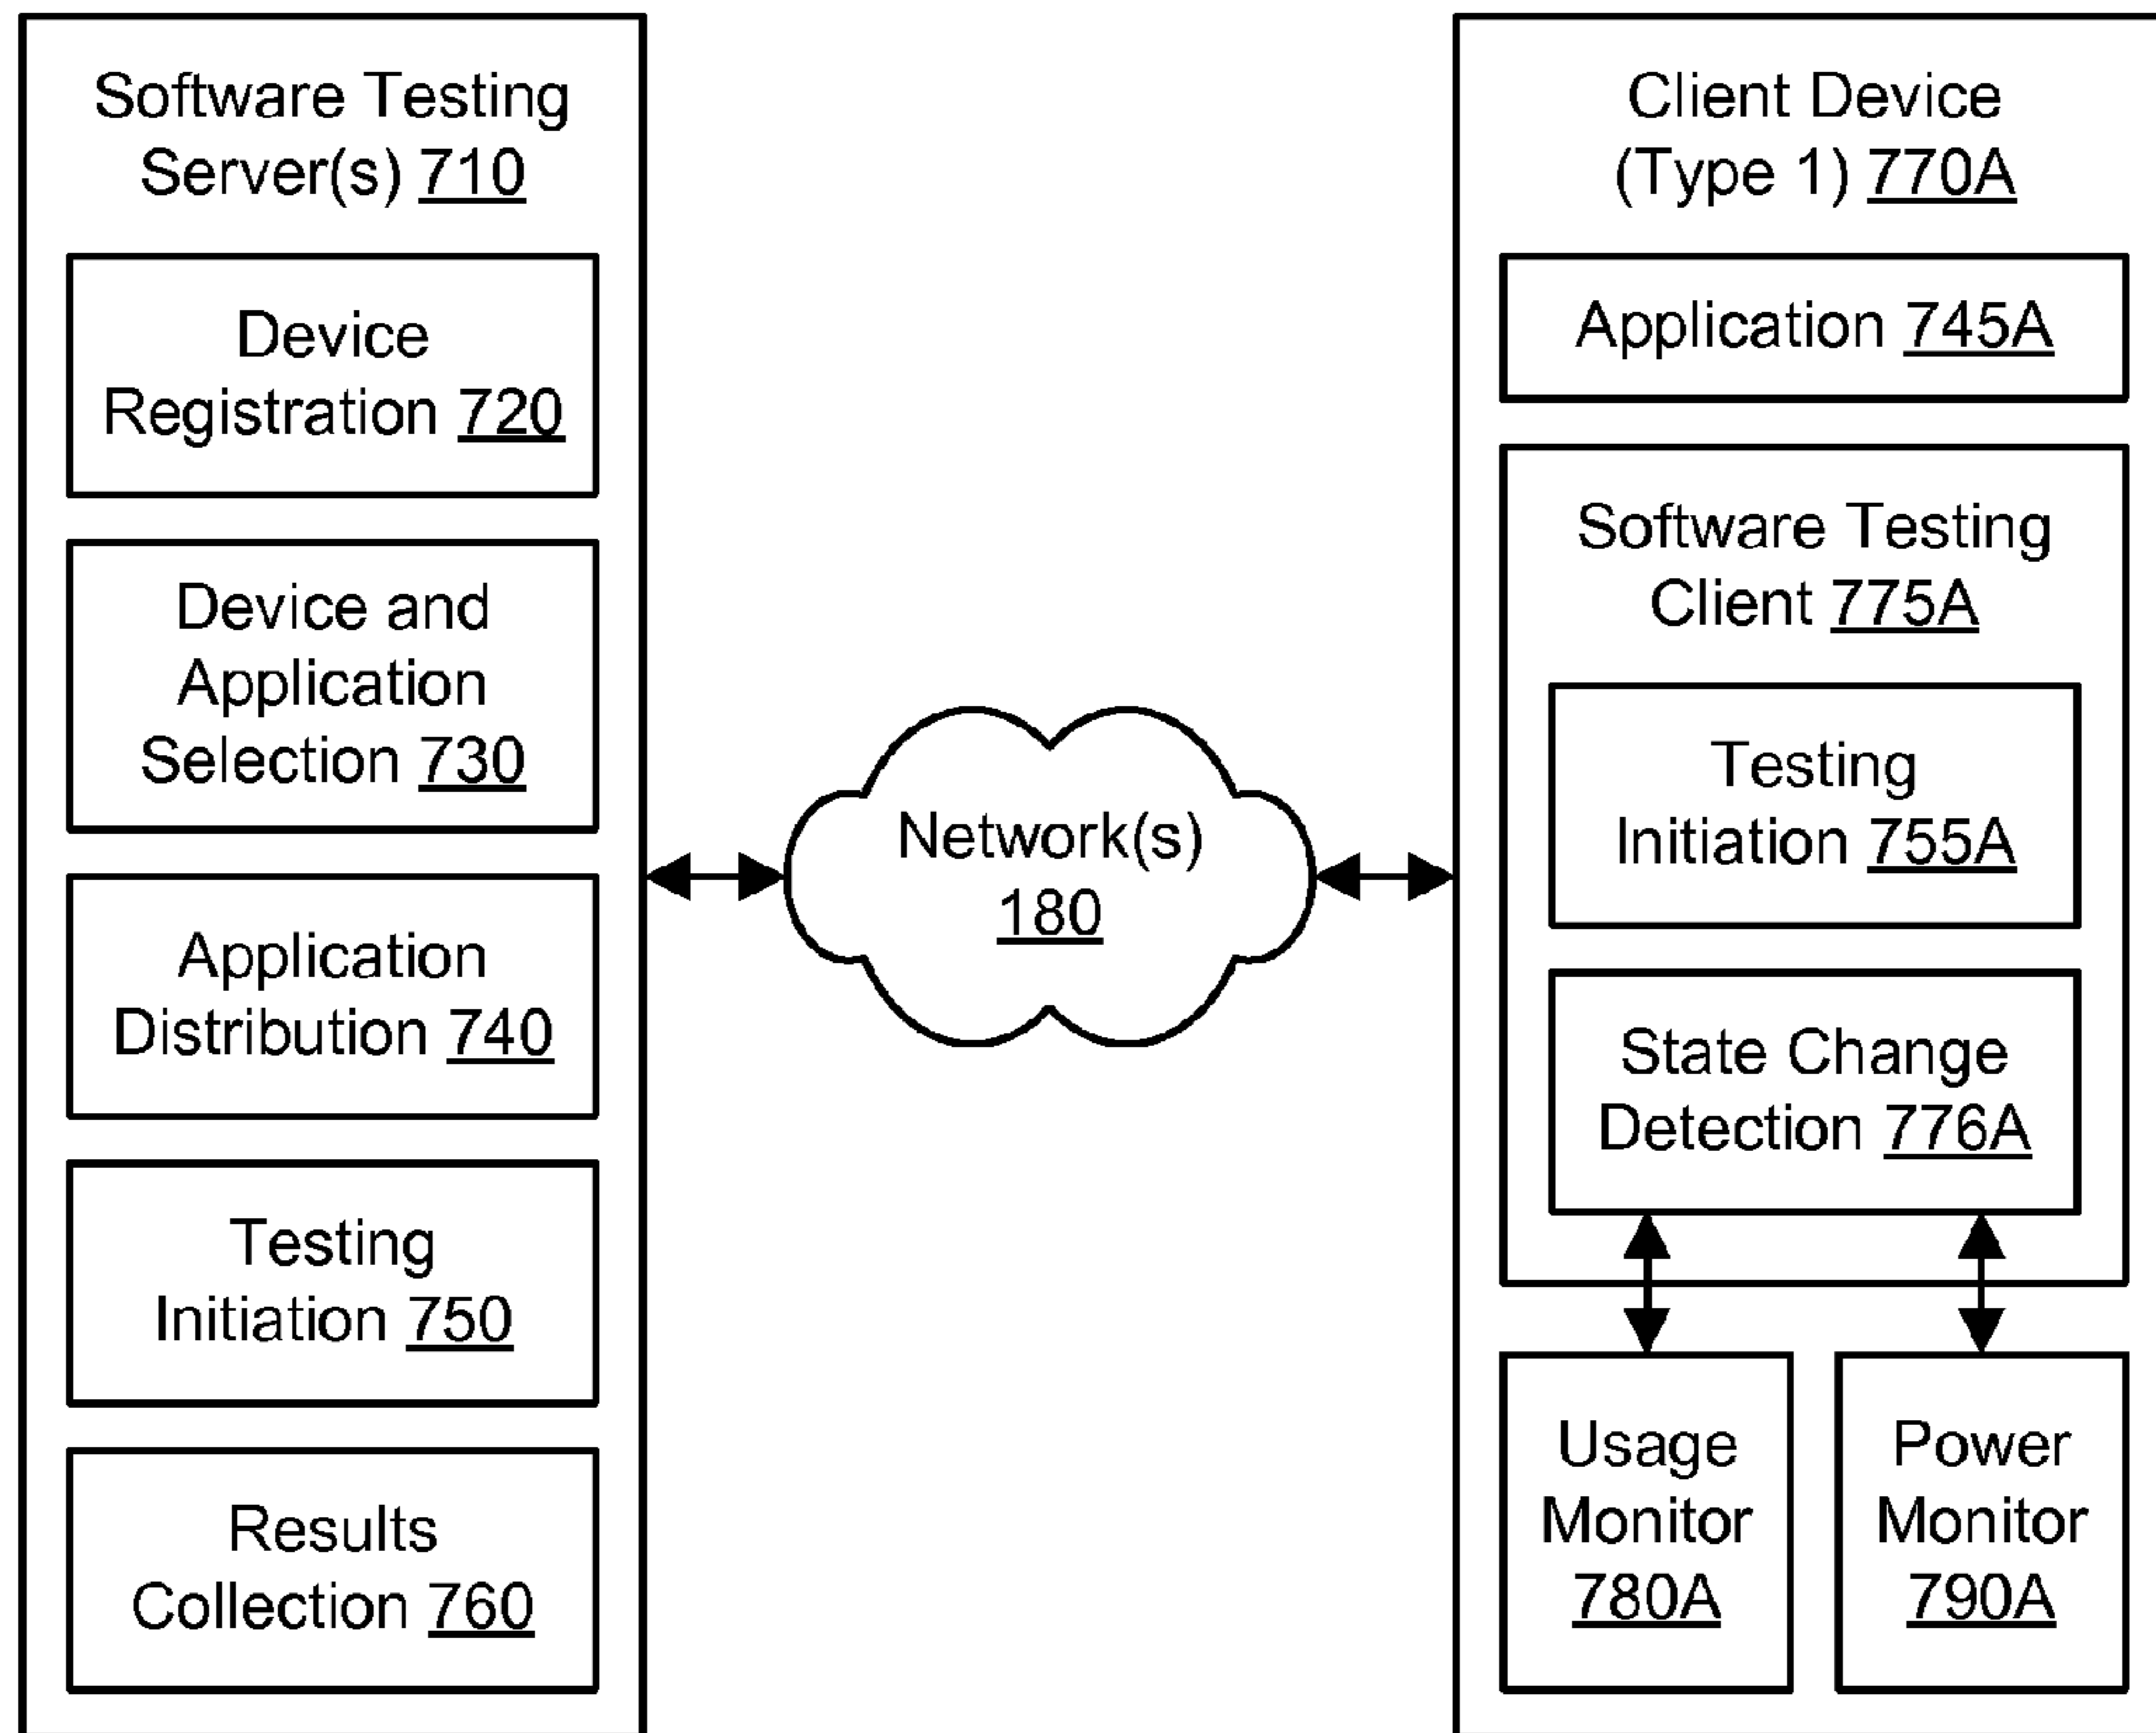 Software Testing
Server(s) 710
Device
Registration 720
Device and
Application
Selection 730
Application
Distribution 740
Testing
Initiation 750
Results
Collection 760
Network(s)
180
Client Device
(Type 1) 770A
Application 745A
Software Testing
Client 775A
Testing
Initiation 755A
State Change
Detection 776A
Usage
Monitor
780A
Power
Monitor
790A